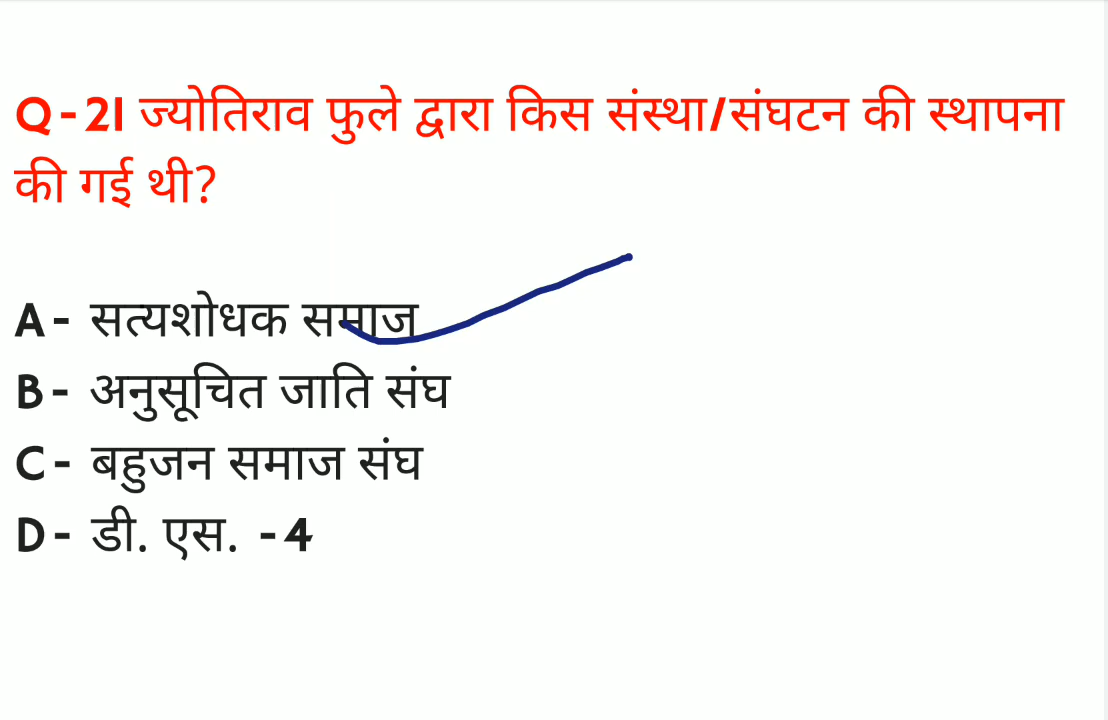 Q-21 ज्योतिराव फुले द्वारा किस संस्था/संघटन की स्थापना
की गई थी?
A- सत्यशोधक समाज
B- अनुसूचित जाति संघ
C- बहुजन समाज संघ
D- डी. एस. -4